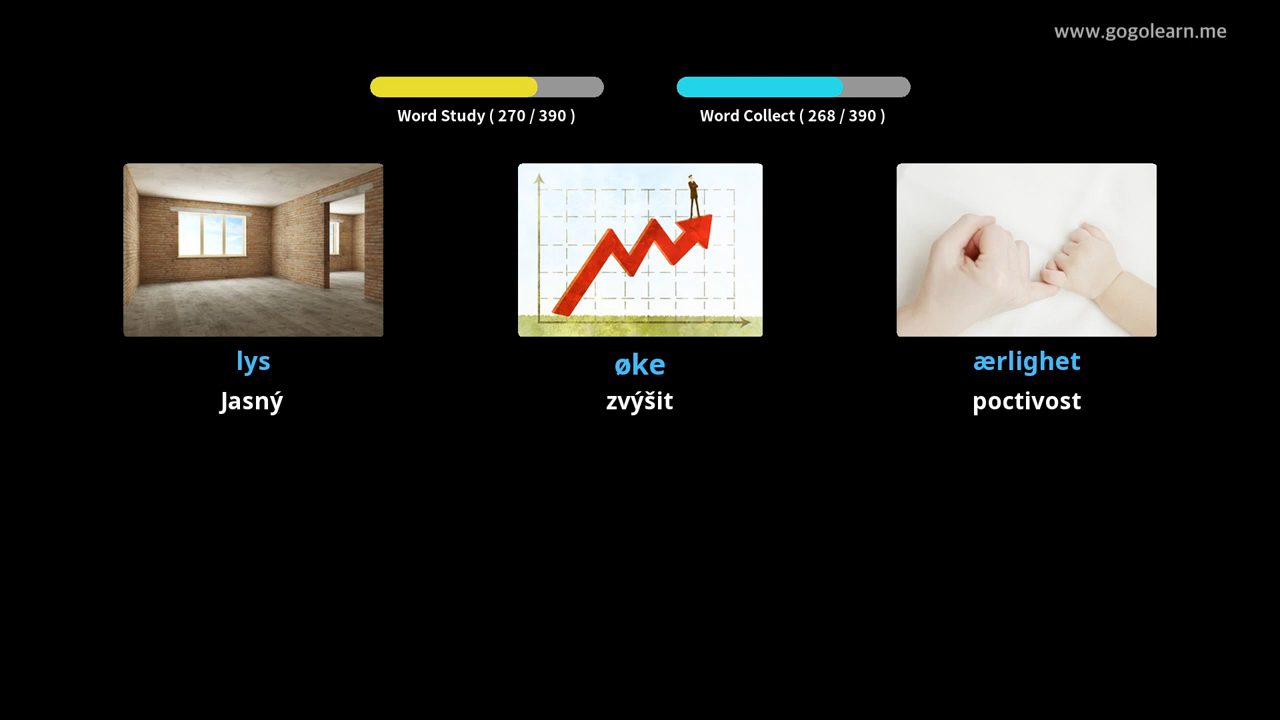 www.gogolearn.me
Word Study ( 270 / 390 )
Word Collect ( 268 / 390 )
lys
øke
ærlighet
Jasný
zvýšit
poctivost